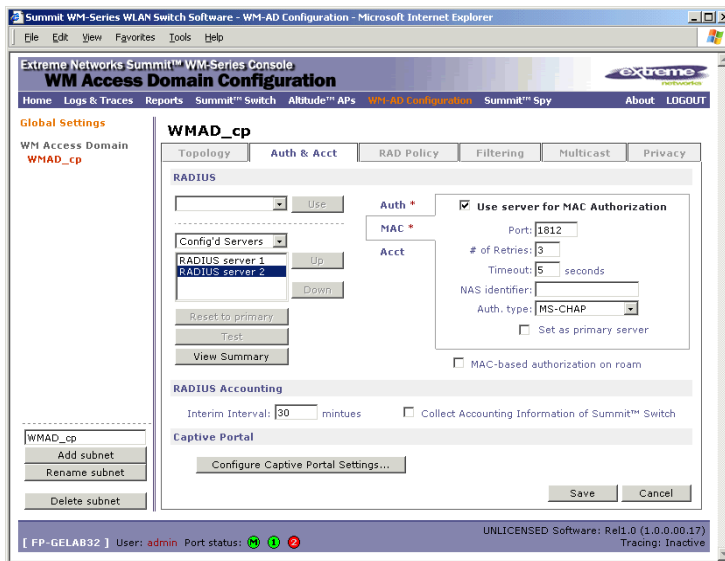 Summit WM-Series WLAN Switch Software - WM-AD Configuration - Microsoft Internet Explorer
File Edit View Favorites Tools Help
Extreme Networks Summit™ WM-Series Console
WM Access Domain Configuration
extreme networks
Home Logs & Traces Reports Summit™ Switch Altitude™ APs WM-AD Configuration Summit™ Spy About LOGOUT
Global Settings
WM Access Domain
WMAD_cp
WMAD_cp
Topology Auth & Acct RAD Policy Filtering Multicast Privacy
RADIUS
Use
Config'd Servers
RADIUS server 1
RADIUS server 2
Up
Down
Reset to primary
Test
View Summary
Auth *
MAC *
Acct
Use server for MAC Authorization
Port: 1812
# of Retries: 3
Timeout: 5 seconds
NAS identifier:
Auth. type: MS-CHAP
Set as primary server
MAC-based authorization on roam
RADIUS Accounting
Interim Interval: 30 mintues
Collect Accounting Information of Summit™ Switch
Captive Portal
Configure Captive Portal Settings...
WMAD_cp
Add subnet
Rename subnet
Delete subnet
Save Cancel
[ FP-GELAB32 ] User: admin Port status: M 1 2
UNLICENSED Software: Rel1.0 (1.0.0.00.17)
Tracing: Inactive